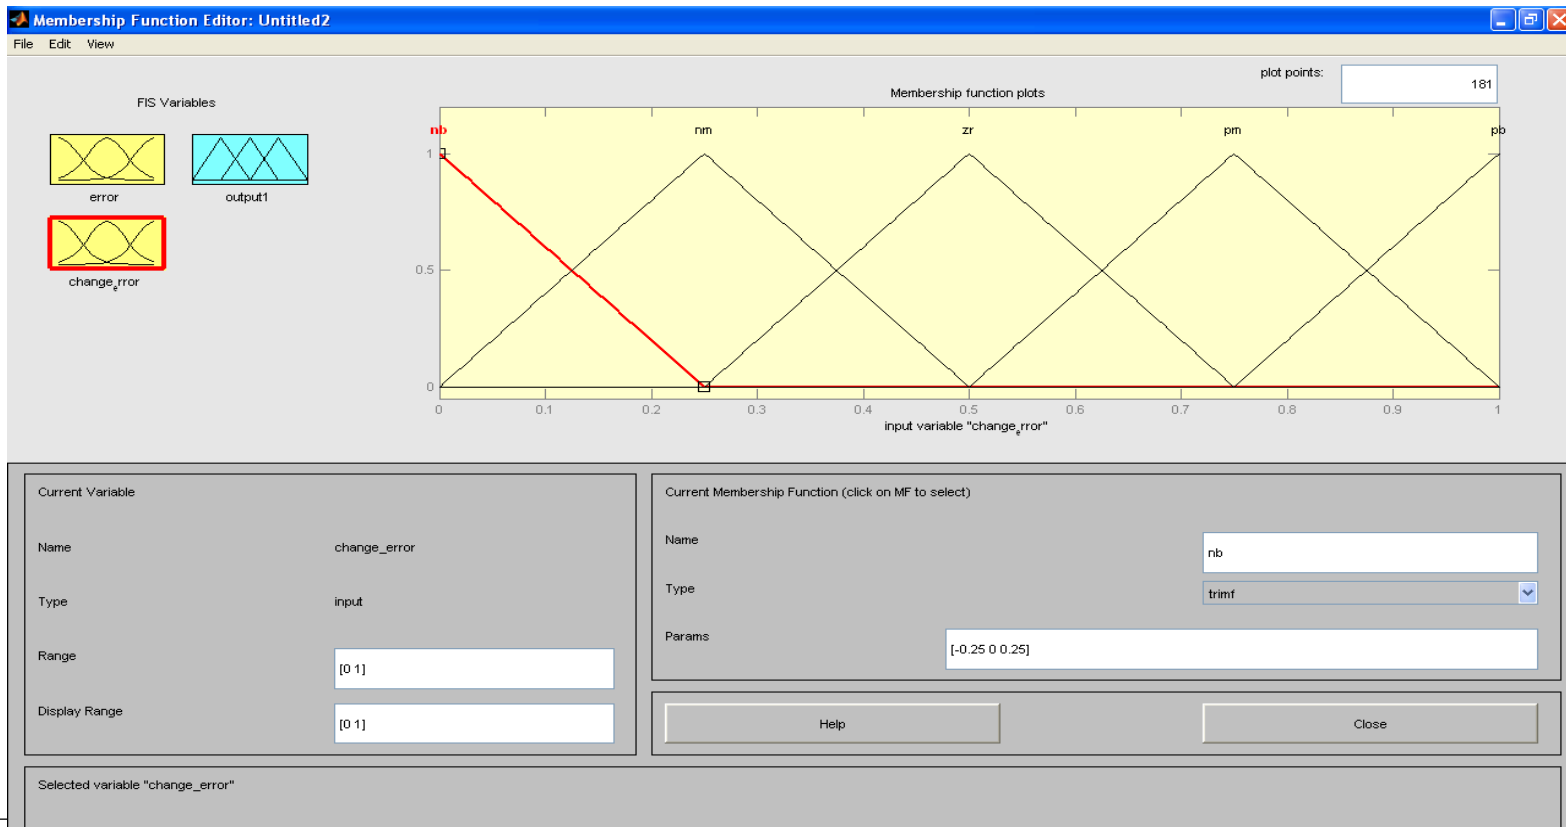 Membership Function Editor: Untitled2
File Edit View
FIS Variables
error
output1
change_error
plot points:
181
Membership function plots
nb nm zr pm pb
1
0.5
0
0 0.1 0.2 0.3 0.4 0.5 0.6 0.7 0.8 0.9 1
input variable "change_error"
Current Variable
Name change_error
Type input
Range [0 1]
Display Range [0 1]
Current Membership Function (click on MF to select)
Name nb
Type trimf
Params [-0.25 0 0.25]
Help Close
Selected variable "change_error"